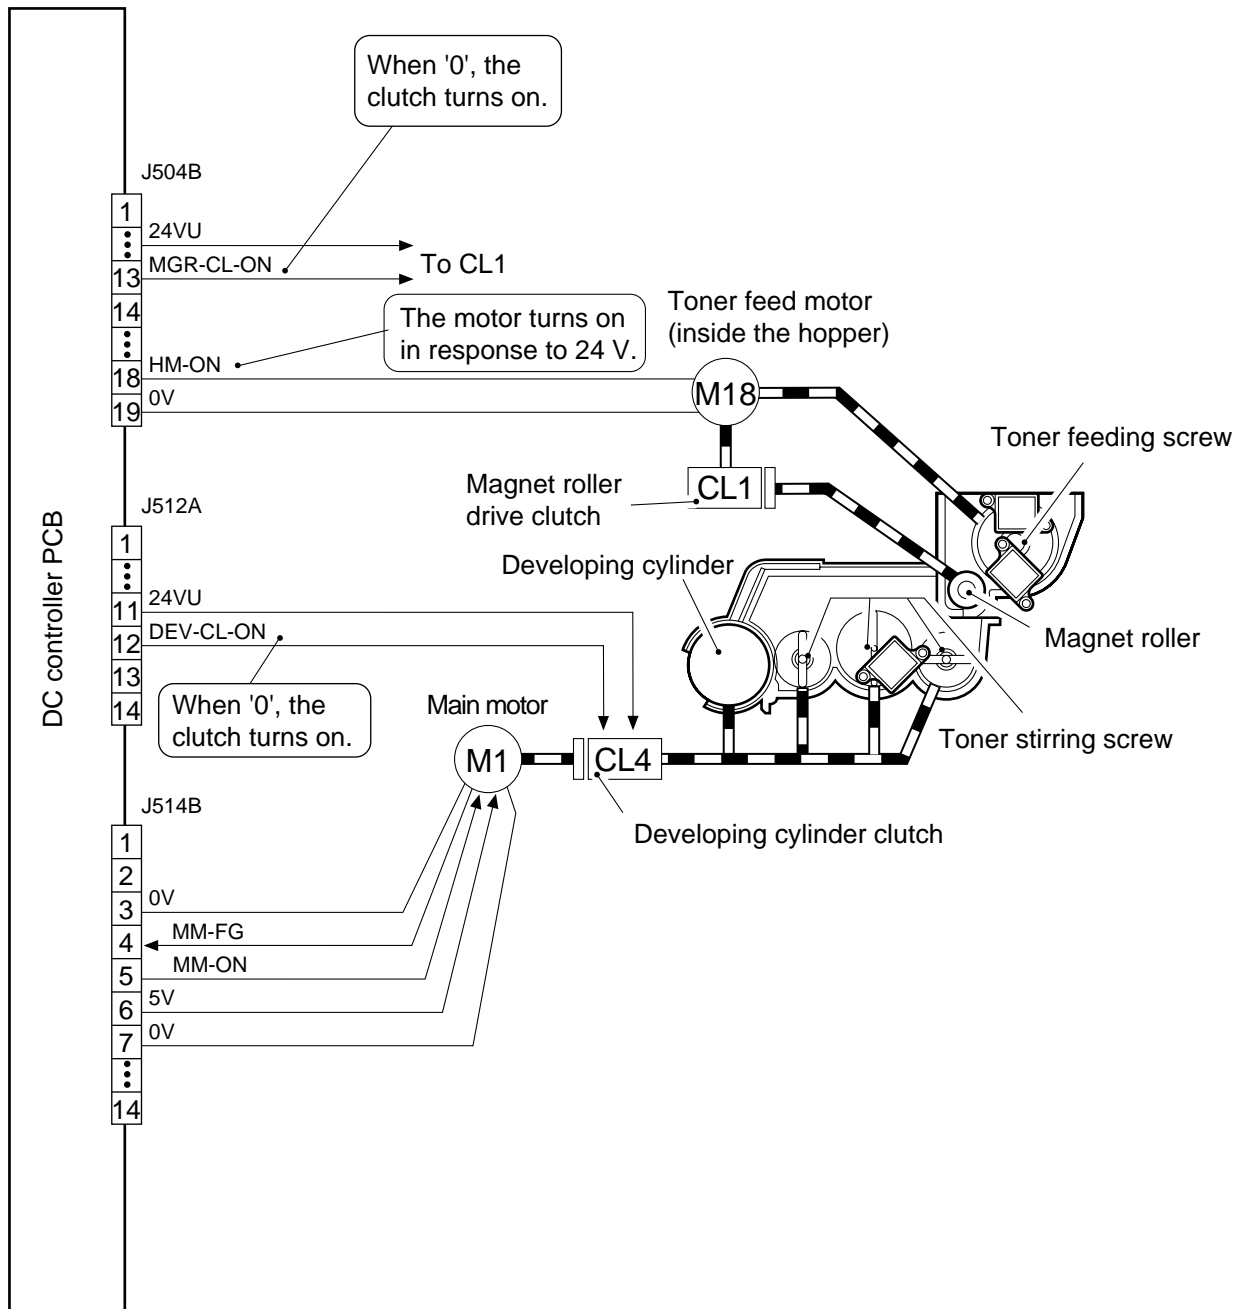 When '0', the
clutch turns on.
J504B
1
24VU
13
MGR-CL-ON
To CL1
14
The motor turns on
in response to 24 V.
Toner feed motor
(inside the hopper)
18
HM-ON
19
0V
M18
Toner feeding screw
CL1
Magnet roller
drive clutch
DC controller PCB
J512A
1
11
24VU
12
DEV-CL-ON
13
14
When '0', the
clutch turns on.
Developing cylinder
Magnet roller
Toner stirring screw
Main motor
M1
CL4
Developing cylinder clutch
J514B
1
2
3
0V
4
MM-FG
5
MM-ON
6
5V
7
0V
14